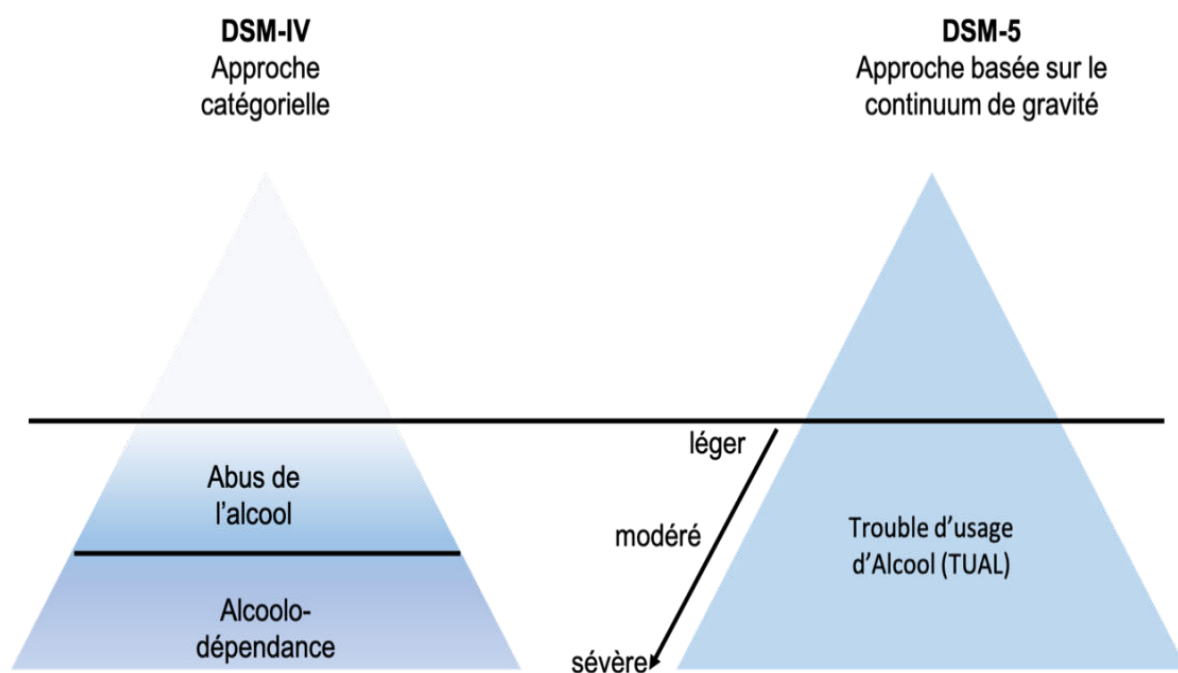 DSM-IV
Approche
catégorielle
DSM-5
Approche basée sur le
continuum de gravité
Abus de
l’alcool
Alcoolo-
dépendance
léger
modéré
sévère
Trouble d’usage
d’Alcool (TUAL)